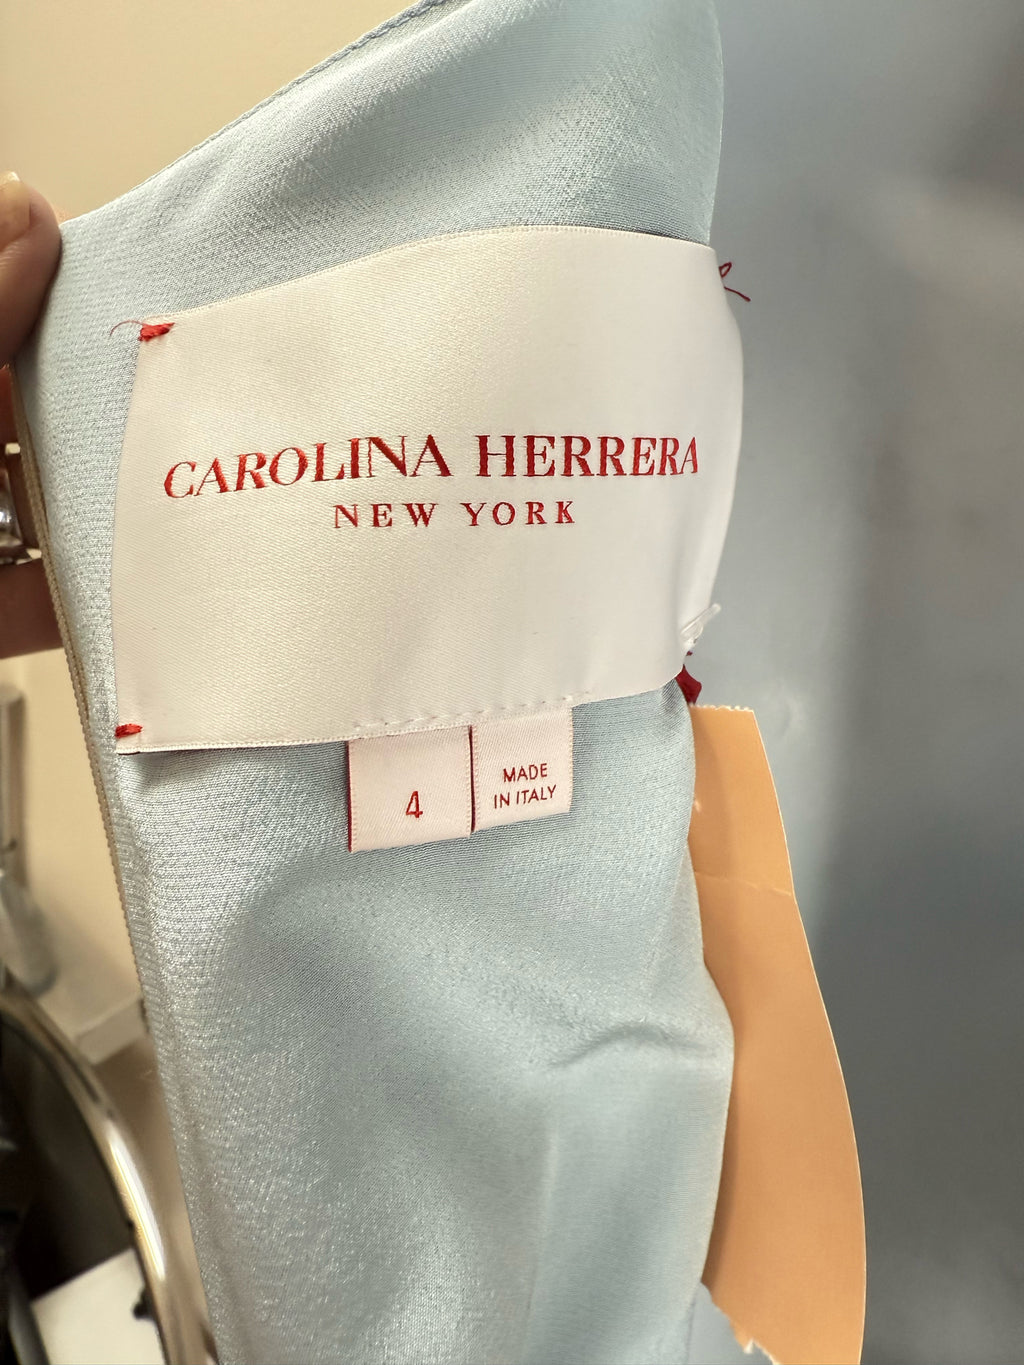 CAROLINA HERRERA
NEW YORK
4
MADE
IN ITALY